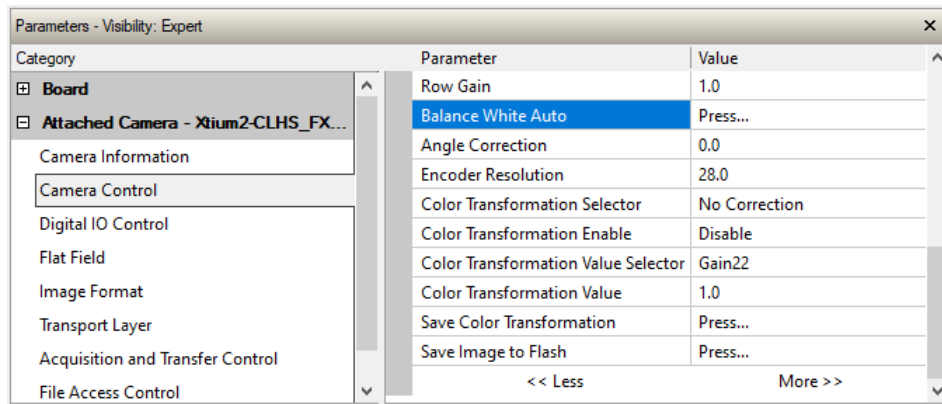 Parameters - Visibility: Expert
Category
Board
Attached Camera - Xtium2-CLHS_FX...
Camera Information
Camera Control
Digital IO Control
Flat Field
Image Format
Transport Layer
Acquisition and Transfer Control
File Access Control
Parameter Value
Row Gain 1.0
Balance White Auto Press...
Angle Correction 0.0
Encoder Resolution 28.0
Color Transformation Selector No Correction
Color Transformation Enable Disable
Color Transformation Value Selector Gain22
Color Transformation Value 1.0
Save Color Transformation Press...
Save Image to Flash Press...
<< Less More >>